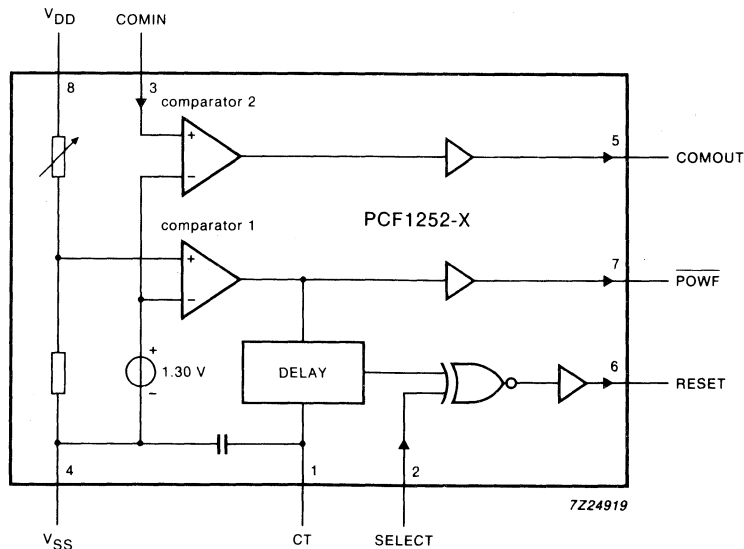 VDD COMIN
8 3
comparator 2
+
−
5
COMOUT
comparator 1
PCF1252-X
+
−
7
POWF
+
1.30 V
−
DELAY
6
RESET
4 1 2
7Z24919
VSS CT SELECT